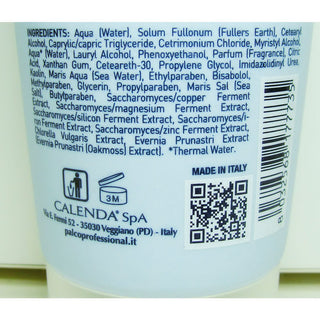 INGREDIENTS: Aqua (Water), Solum Fullonum (Fullers Earth), Cetearyl
Alcohol, Caprylic/capric Triglyceride, Cetrimonium Chloride, Myristyl Alcohol,
Aqua* (Water), Lauryl Alcohol, Phenoxyethanol, Parfum (Fragrance), Citric Acid,
Xanthan Gum, Ceteareth-30, Propylene Glycol, Imidazolidinyl Urea,
Kaolin, Maris Aqua (Sea Water), Ethylparaben, Bisabolol,
Methylparaben, Glycerin, Propylparaben, Maris Sal (Sea
Salt), Butylparaben, Saccharomyces/copper Ferment
Extract, Saccharomyces/magnesium Ferment Extract,
Saccharomyces/silicon Ferment Extract, Saccharomyces/i-
ron Ferment Extract, Saccharomyces/zinc Ferment Extract,
Chlorella Vulgaris Extract, Evernia Prunastri Extract (
Evernia Prunastri (Oakmoss) Extract). *Thermal Water.
MADE IN ITALY
3M
CALENDA® SpA
Via E. Fermi 52 - 35030 Veggiano (PD) - Italy
palcoprofessional.it
8 032568 177735